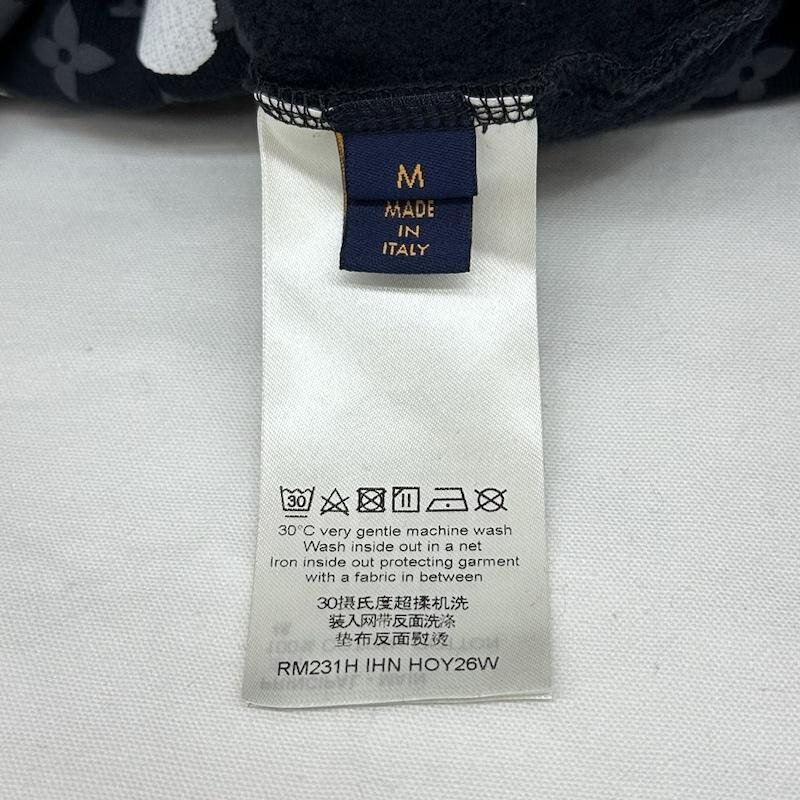 M
MADE
IN
ITALY
30
30°C very gentle machine wash
Wash inside out in a net
Iron inside out protecting garment
with a fabric in between
30摄氏度超揉机洗
装入网带反面洗涤
垫布反面熨烫
RM231H IHN HOY26W